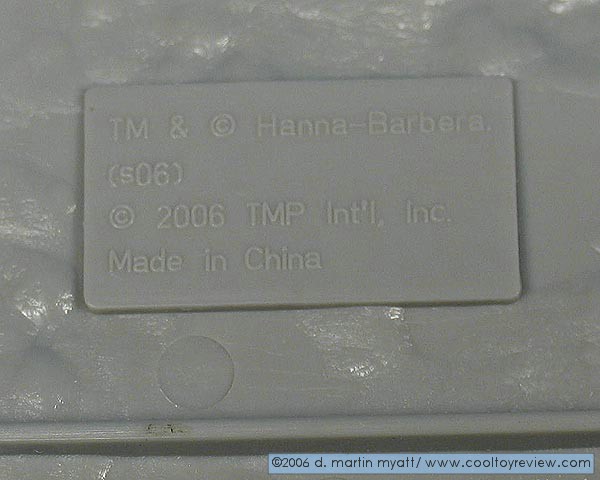 TM & © Hanna-Barbera.
(s06)
© 2006 TMP Int'l, Inc.
Made in China
©2006 d. martin myatt/ www.cooltoyreview.com